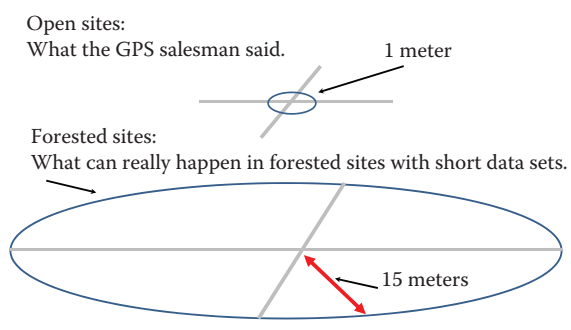 Open sites:
What the GPS salesman said.
1 meter
Forested sites:
What can really happen in forested sites with short data sets.
15 meters